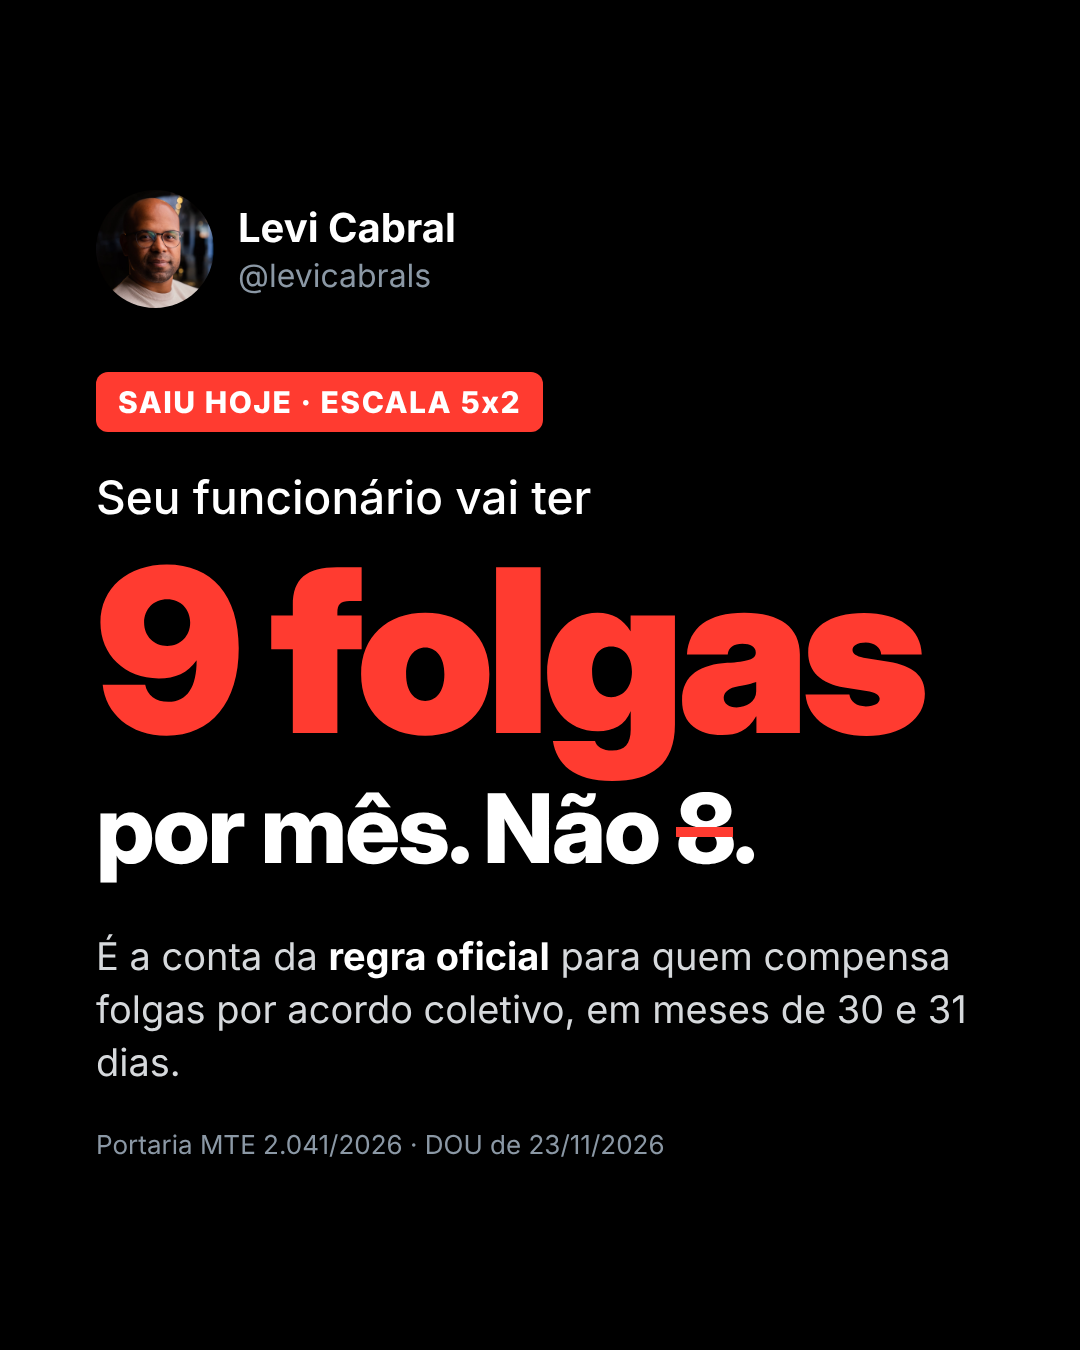 Levi Cabral
@levicabrals
SAIU HOJE · ESCALA 5x2
Seu funcionário vai ter
9 folgas
por mês. Não 8.
É a conta da regra oficial para quem compensa
folgas por acordo coletivo, em meses de 30 e 31
dias.
Portaria MTE 2.041/2026 · DOU de 23/11/2026